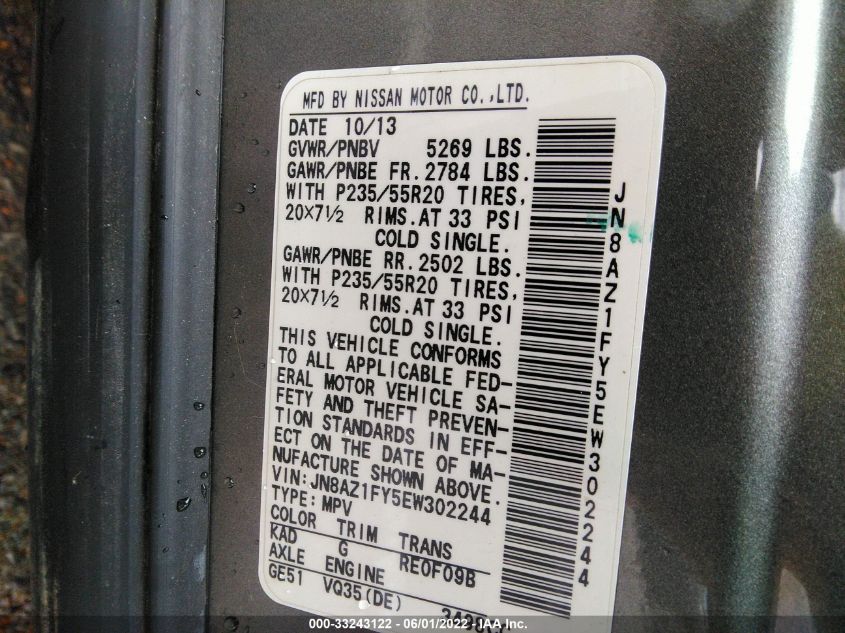 MFD BY NISSAN MOTOR CO.,LTD.
DATE 10/13
GVWR/PNBV 5269 LBS.
GAWR/PNBE FR. 2784 LBS.
WITH P235/55R20 TIRES,
20×7½ RIMS. AT 33 PSI
COLD SINGLE.
GAWR/PNBE RR. 2502 LBS.
WITH P235/55R20 TIRES,
20×7½ RIMS. AT 33 PSI
COLD SINGLE.
THIS VEHICLE CONFORMS
TO ALL APPLICABLE FED-
ERAL MOTOR VEHICLE SA-
FETY AND THEFT PREVEN-
TION STANDARDS IN EFF-
ECT ON THE DATE OF MA-
NUFACTURE SHOWN ABOVE.
VIN:JN8AZ1FY5EW302244
TYPE:MPV
COLOR TRIM TRANS
KAD G RE0F09B
AXLE ENGINE
GE51 VQ35(DE)
JN8AZ1FY5EW302244
000-33243122 - 06/01/2022 - IAA Inc.